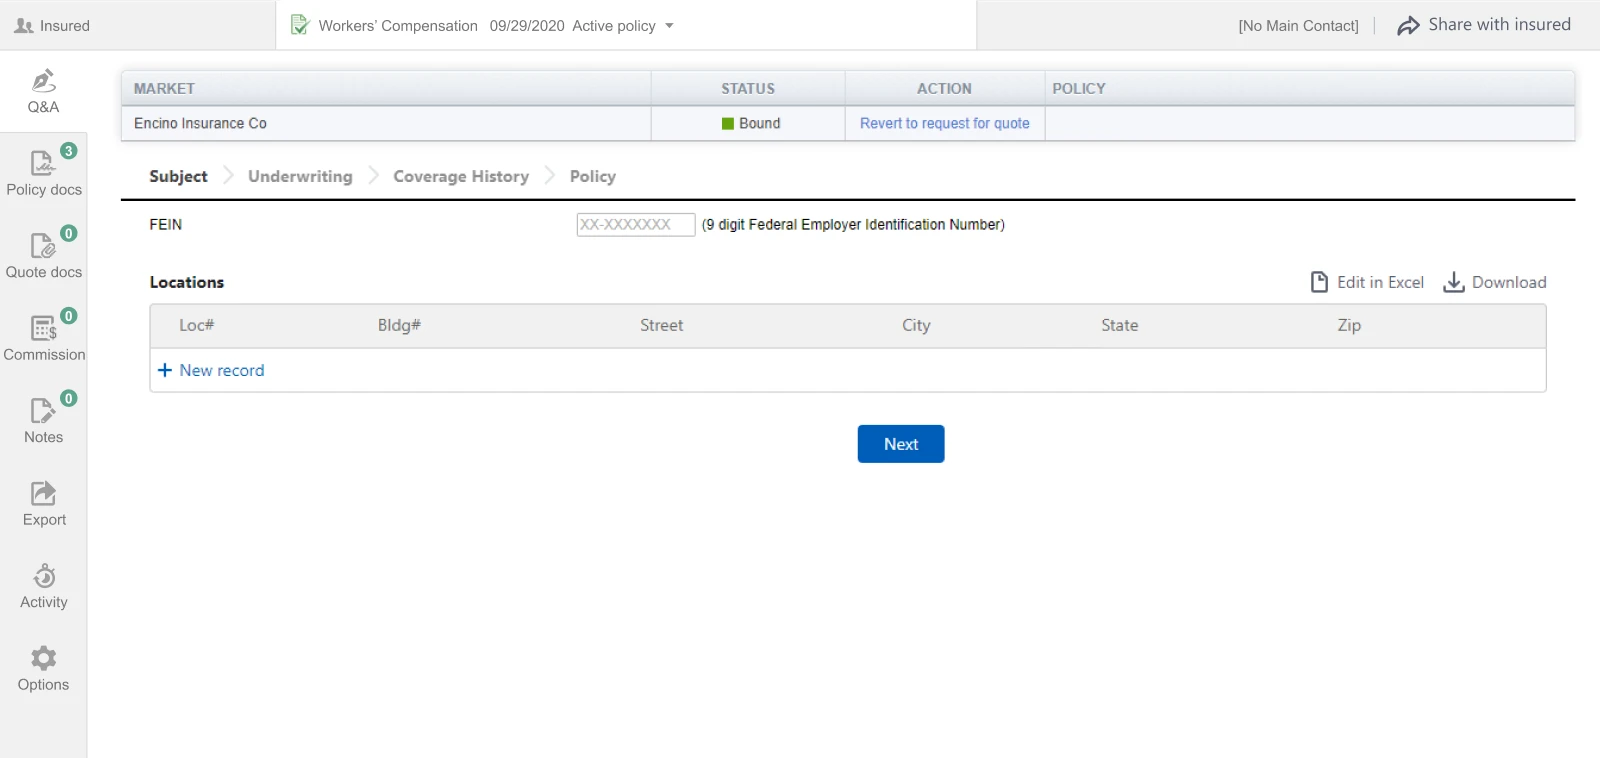 Insured
Workers’ Compensation 09/29/2020 Active policy
[No Main Contact]
Share with insured
Q&A
3
Policy docs
0
Quote docs
0
Commission
0
Notes
Export
Activity
Options
MARKET STATUS ACTION POLICY
Encino Insurance Co Bound Revert to request for quote
Subject Underwriting Coverage History Policy
FEIN XX-XXXXXXX (9 digit Federal Employer Identification Number)
Locations Edit in Excel Download
Loc# Bldg# Street City State Zip
+ New record
Next